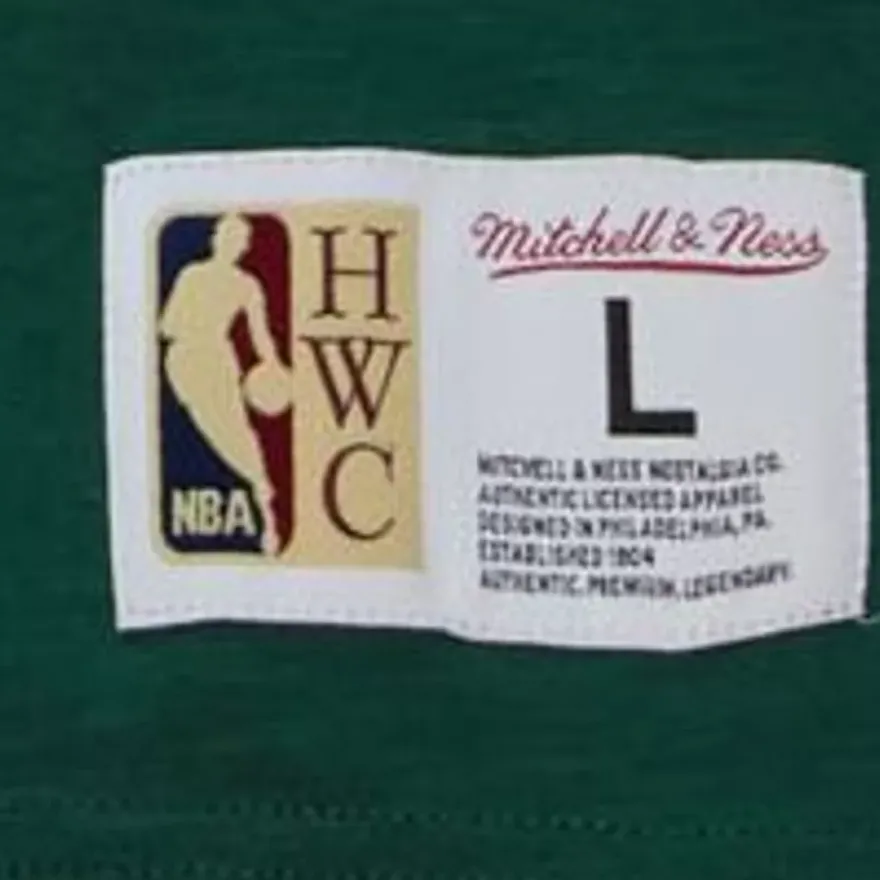 NBA
H
W
C
Mitchell & Ness
L
MITCHELL & NESS NOSTALGIA CO.
AUTHENTIC LICENSED APPAREL
DESIGNED IN PHILADELPHIA, PA.
ESTABLISHED 1904
AUTHENTIC. PREMIUM. LEGENDARY.